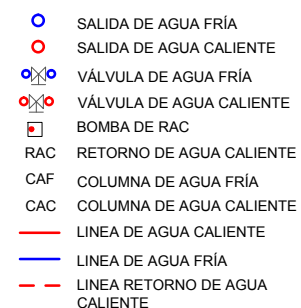 SALIDA DE AGUA FRÍA
SALIDA DE AGUA CALIENTE
VÁLVULA DE AGUA FRÍA
VÁLVULA DE AGUA CALIENTE
BOMBA DE RAC
RAC RETORNO DE AGUA CALIENTE
CAF COLUMNA DE AGUA FRÍA
CAC COLUMNA DE AGUA CALIENTE
LINEA DE AGUA CALIENTE
LINEA DE AGUA FRÍA
LINEA RETORNO DE AGUA
CALIENTE